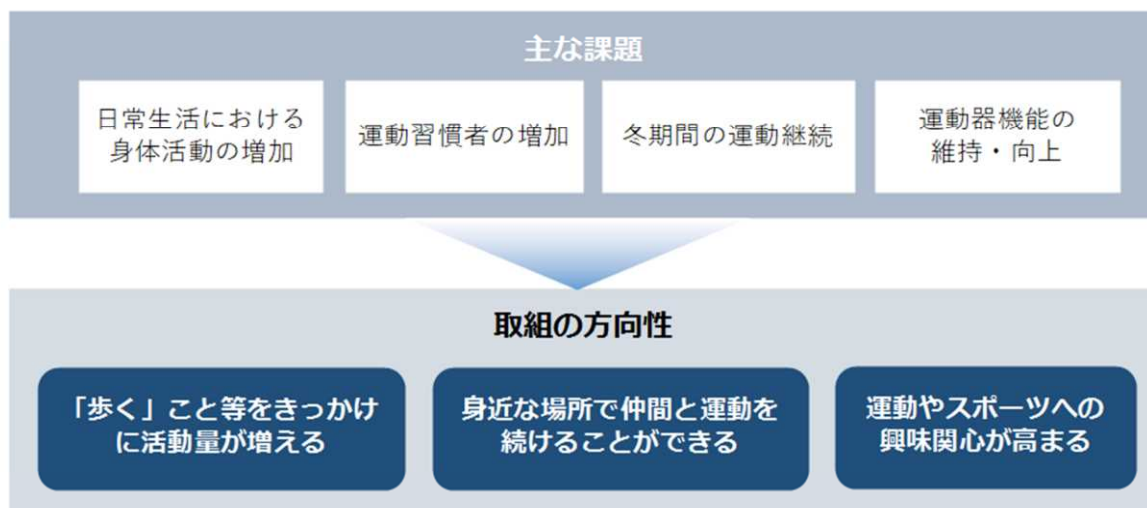 主な課題
日常生活における
身体活動の増加
運動習慣者の増加
冬期間の運動継続
運動器機能の
維持・向上
取組の方向性
「歩く」こと等をきっかけ
に活動量が増える
身近な場所で仲間と運動を
続けることができる
運動やスポーツへの
興味関心が高まる